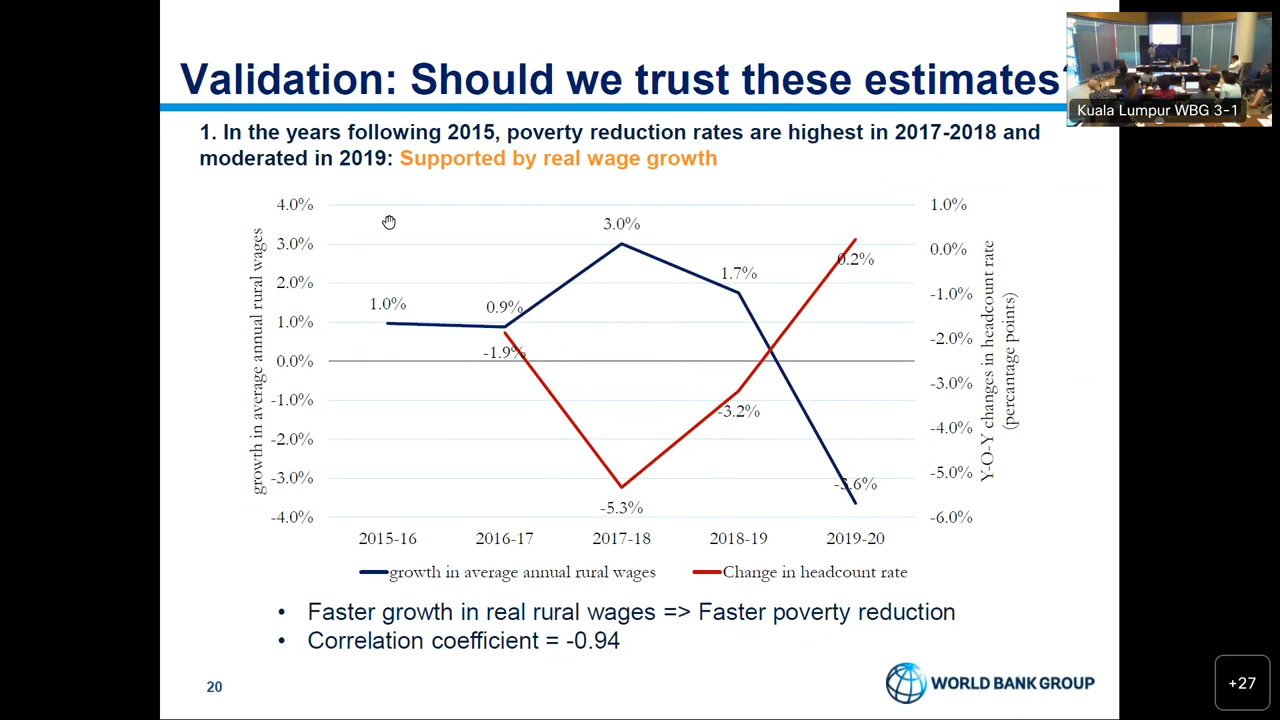 Validation: Should we trust these estimates
Kuala Lumpur WBG 3-1
1. In the years following 2015, poverty reduction rates are highest in 2017-2018 and
moderated in 2019: Supported by real wage growth
growth in average annual rural wages
4.0%
3.0%
2.0%
1.0%
0.0%
-1.0%
-2.0%
-3.0%
-4.0%
1.0%
0.9%
3.0%
1.7%
-3.6%
-1.9%
-5.3%
-3.2%
0.2%
1.0%
0.0%
-1.0%
-2.0%
-3.0%
-4.0%
-5.0%
-6.0%
Y-O-Y changes in headcount rate
(percantage points)
2015-16 2016-17 2017-18 2018-19 2019-20
growth in average annual rural wages Change in headcount rate
• Faster growth in real rural wages => Faster poverty reduction
• Correlation coefficient = -0.94
20
WORLD BANK GROUP
+27